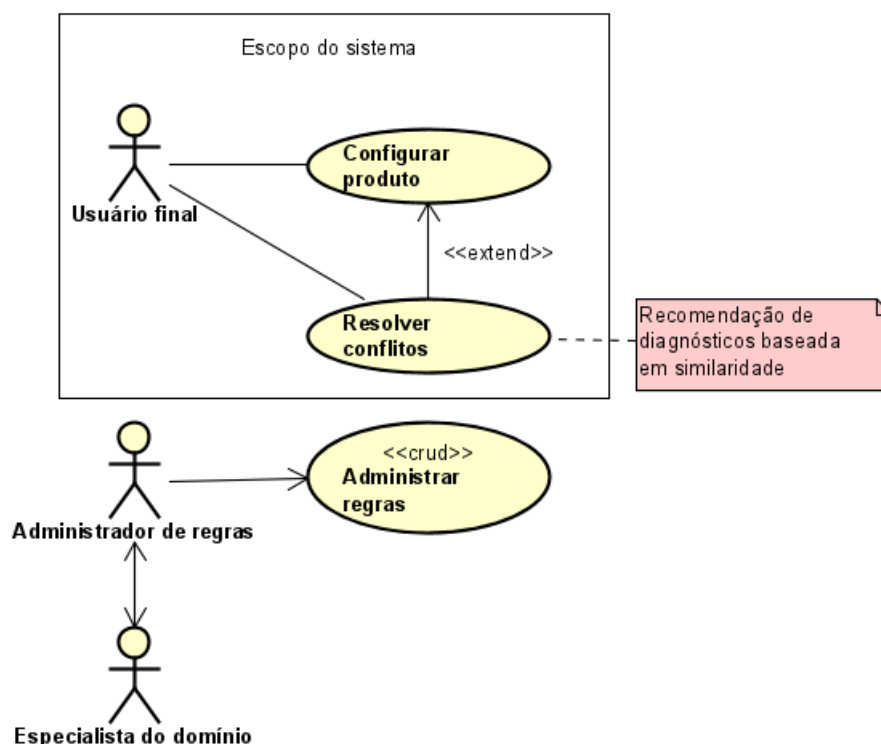 Escopo do sistema
Configurar
produto
Usuário final
<<extend>>
Resolver
conflitos
Recomendação de
diagnósticos baseada
em similaridade
<<crud>>
Administrar
regras
Administrador de regras
Especialista do domínio